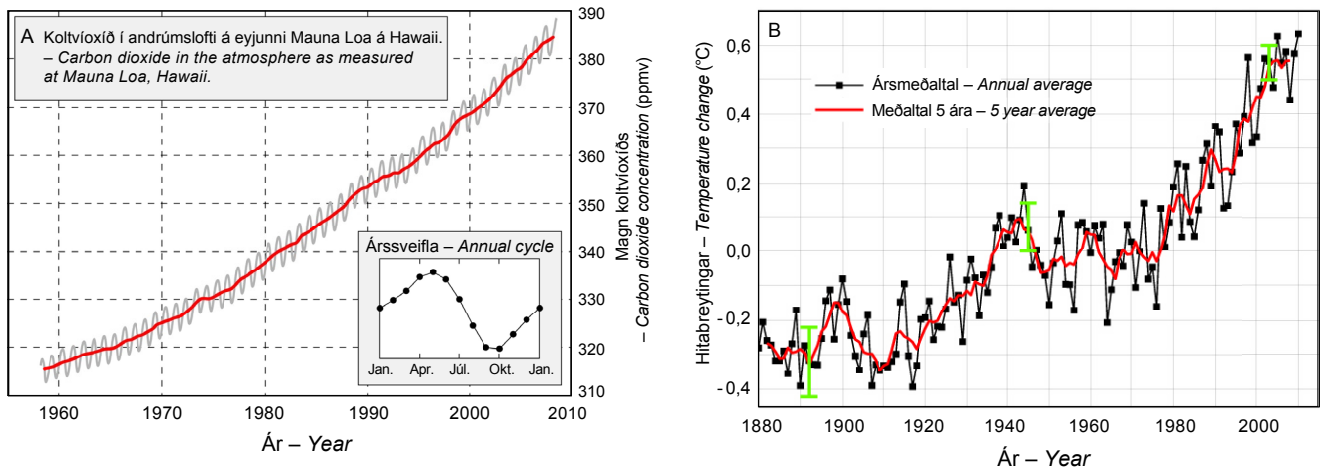 A Koltvíoxíð í andrúmslofti á eyjunni Mauna Loa á Hawaii.
– Carbon dioxide in the atmosphere as measured
at Mauna Loa, Hawaii.
390
380
370
360
350
340
330
320
310
Magn koltvioxíðs
– Carbon dioxide concentration (ppmv)
Árssveifla – Annual cycle
Jan. Apr. Júl. Okt. Jan.
1960 1970 1980 1990 2000 2010
Ár – Year
B
Ársmeðaltal – Annual average
Meðaltal 5 ára – 5 year average
Hitabreytingar – Temperature change (°C)
0,6
0,4
0,2
0,0
-0,2
-0,4
1880 1900 1920 1940 1960 1980 2000
Ár – Year